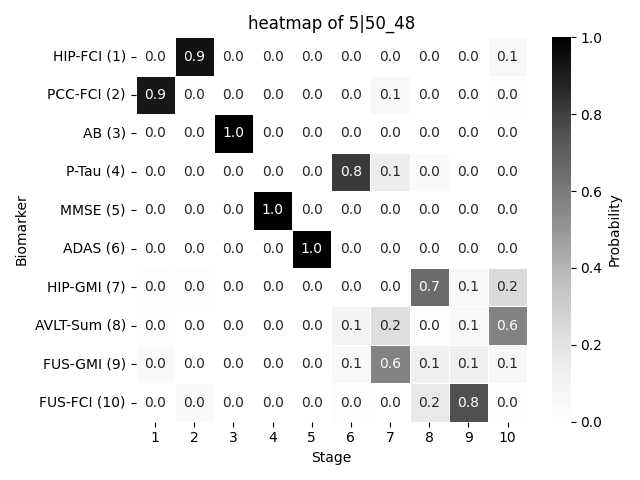 heatmap of 5|50_48
HIP-FCI (1) 0.0 0.9 0.0 0.0 0.0 0.0 0.0 0.0 0.0 0.1
PCC-FCI (2) 0.9 0.0 0.0 0.0 0.0 0.0 0.1 0.0 0.0 0.0
AB (3) 0.0 0.0 1.0 0.0 0.0 0.0 0.0 0.0 0.0 0.0
P-Tau (4) 0.0 0.0 0.0 0.0 0.0 0.8 0.1 0.0 0.0 0.0
MMSE (5) 0.0 0.0 0.0 1.0 0.0 0.0 0.0 0.0 0.0 0.0
ADAS (6) 0.0 0.0 0.0 0.0 1.0 0.0 0.0 0.0 0.0 0.0
HIP-GMI (7) 0.0 0.0 0.0 0.0 0.0 0.0 0.0 0.7 0.1 0.2
AVLT-Sum (8) 0.0 0.0 0.0 0.0 0.0 0.1 0.2 0.0 0.1 0.6
FUS-GMI (9) 0.0 0.0 0.0 0.0 0.0 0.1 0.6 0.1 0.1 0.1
FUS-FCI (10) 0.0 0.0 0.0 0.0 0.0 0.0 0.0 0.2 0.8 0.0
1 2 3 4 5 6 7 8 9 10
Stage
Biomarker
1.0
0.8
0.6
0.4
0.2
0.0
Probability